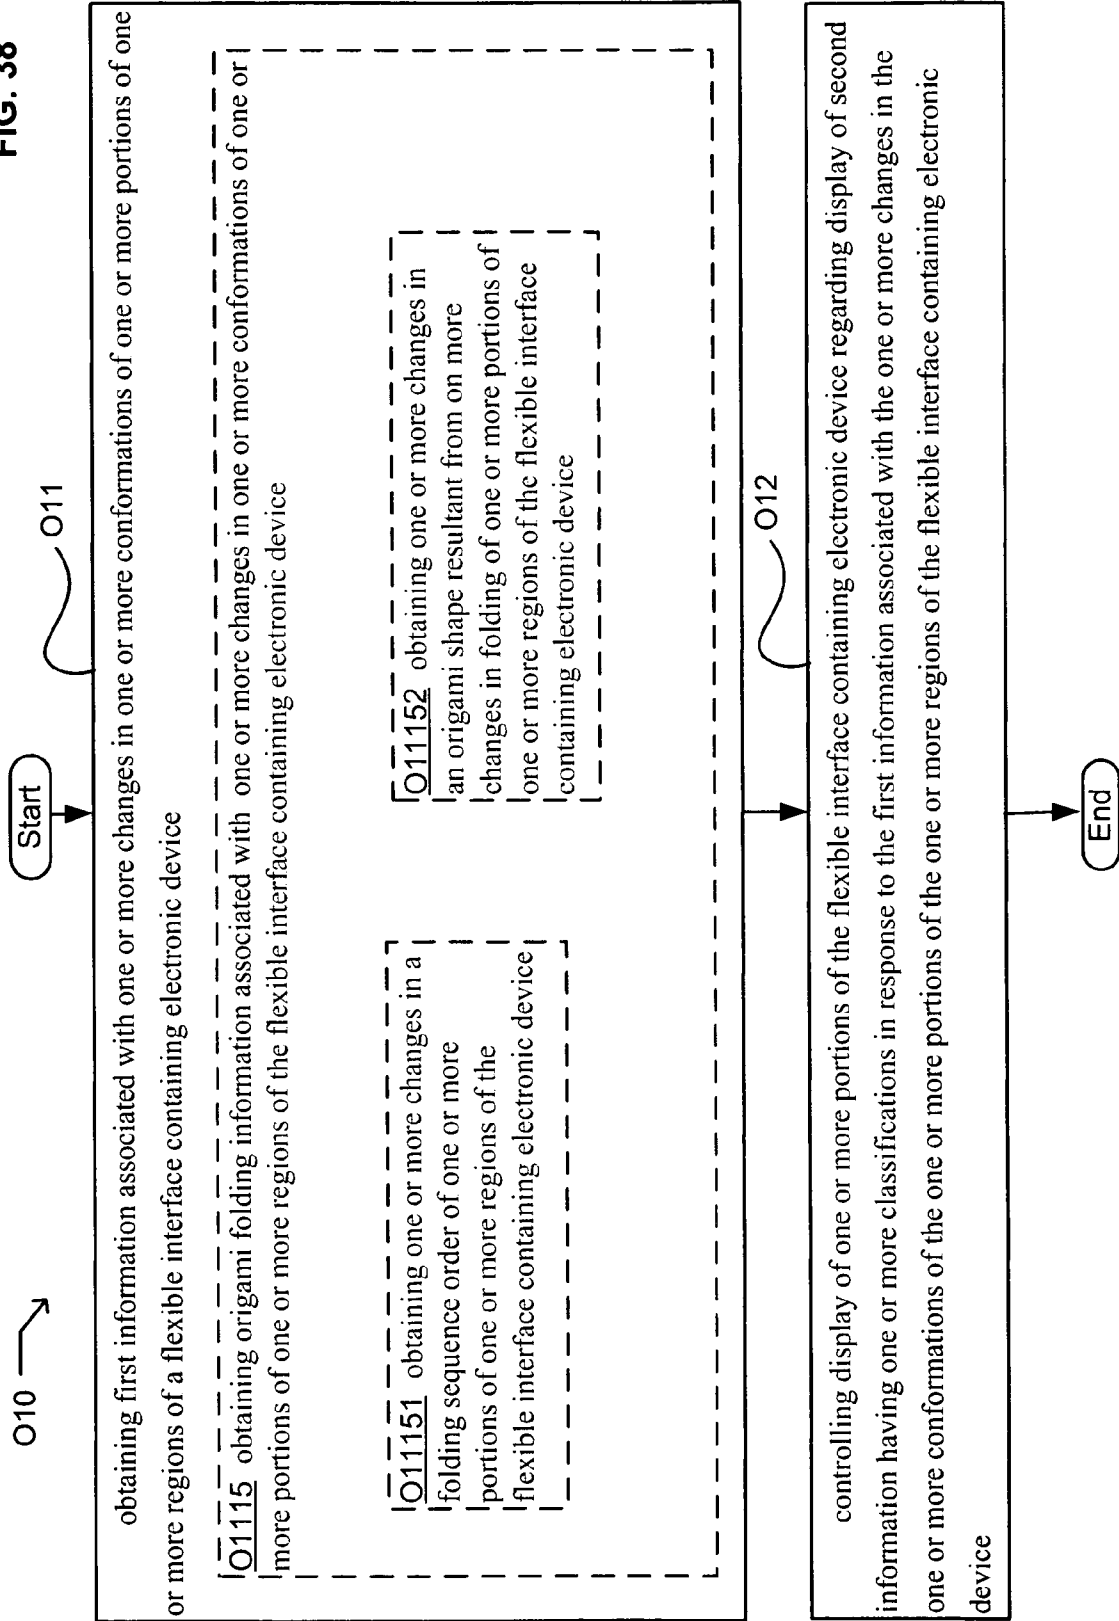 FIG. 38
O10
Start
O11
obtaining first information associated with one or more changes in one or more conformations of one or more portions of one
or more regions of a flexible interface containing electronic device
O1115 obtaining origami folding information associated with one or more changes in one or more conformations of one or
more portions of one or more regions of the flexible interface containing electronic device
O11151 obtaining one or more changes in a
folding sequence order of one or more
portions of one or more regions of the
flexible interface containing electronic device
O11152 obtaining one or more changes in
an origami shape resultant from on more
changes in folding of one or more portions of
one or more regions of the flexible interface
containing electronic device
O12
controlling display of one or more portions of the flexible interface containing electronic device regarding display of second
information having one or more classifications in response to the first information associated with the one or more changes in the
one or more conformations of the one or more portions of the one or more regions of the flexible interface containing electronic
device
End